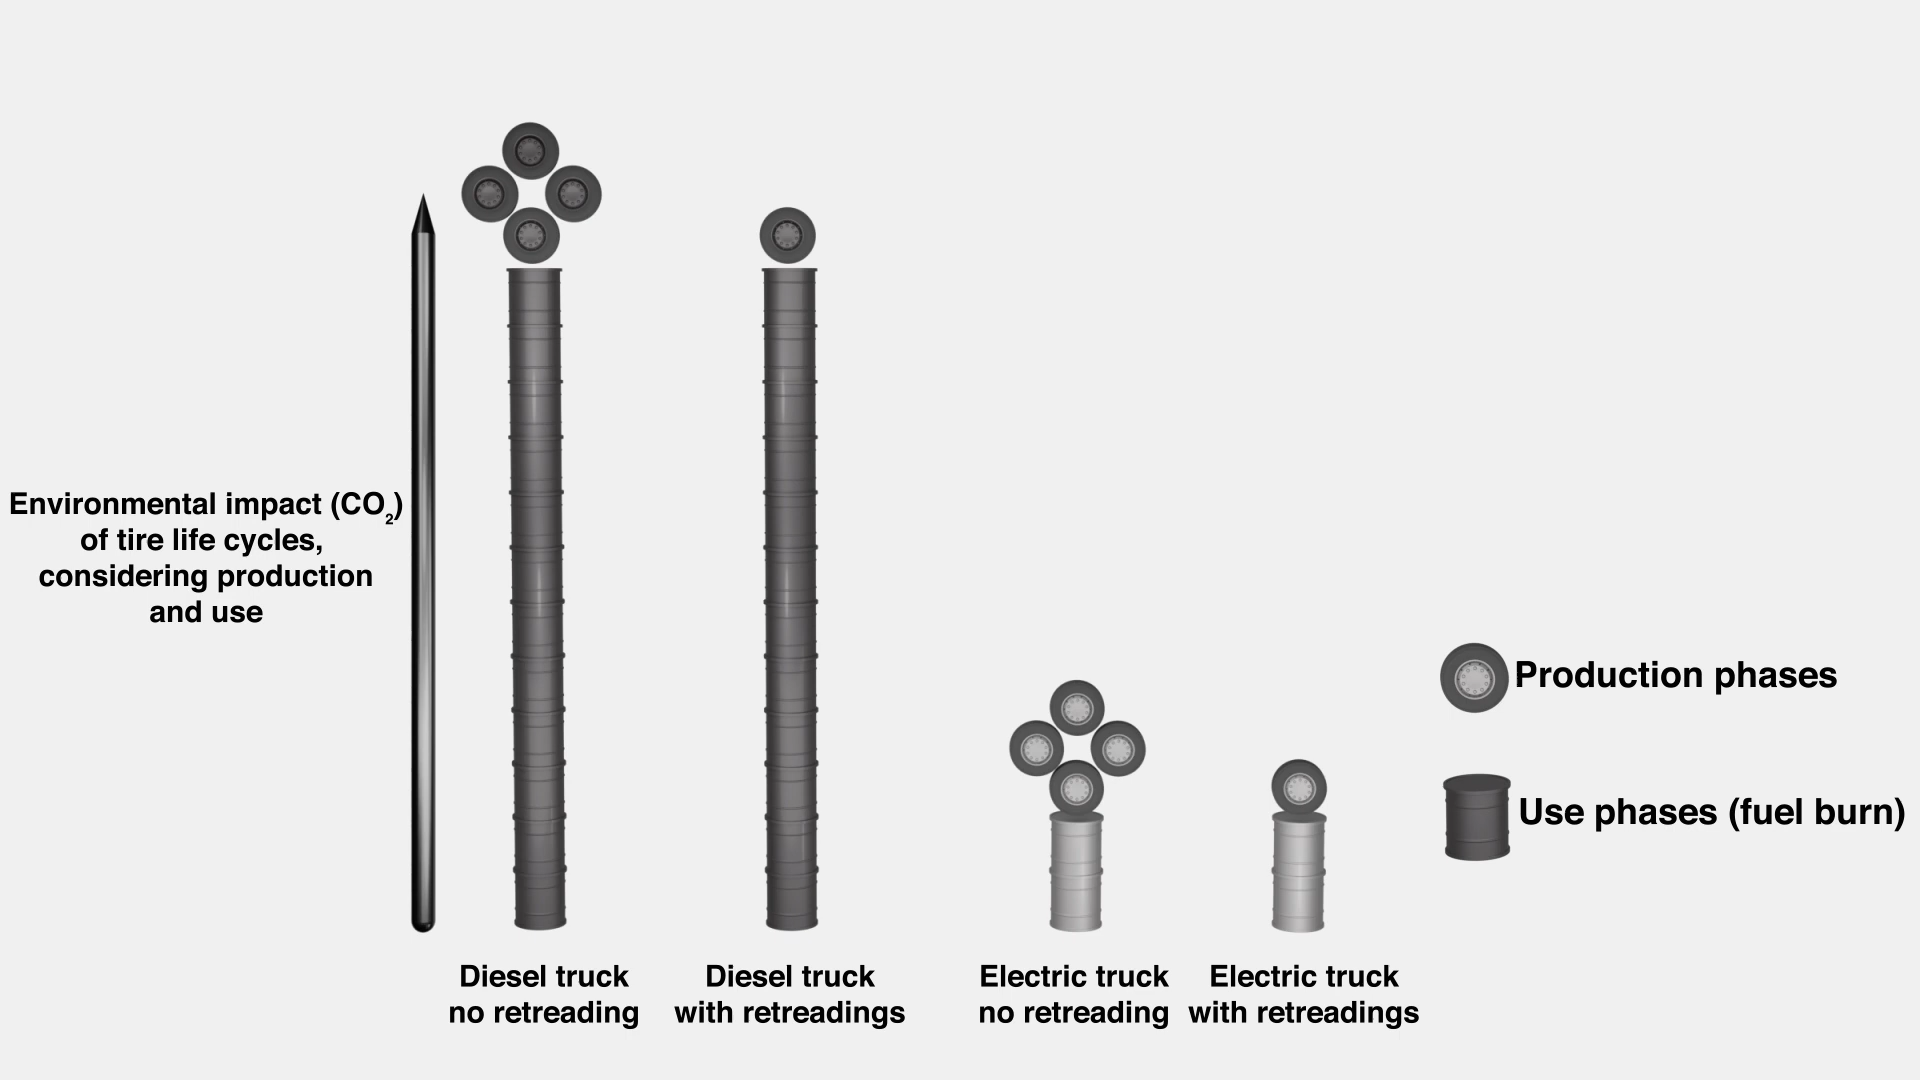 Environmental impact (CO₂)
of tire life cycles,
considering production
and use
Production phases
Use phases (fuel burn)
Diesel truck
no retreading
Diesel truck
with retreadings
Electric truck
no retreading
Electric truck
with retreadings